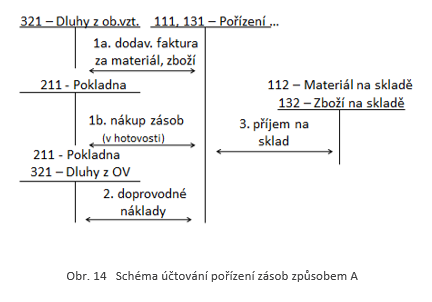 321 – Dluhy z ob.vzt. 111, 131 – Pořízení ...
1a. dodav. faktura
za materiál, zboží
211 - Pokladna
112 – Materiál na skladě
132 – Zboží na skladě
1b. nákup zásob
(v hotovosti)
3. příjem na
sklad
211 - Pokladna
321 – Dluhy z OV
2. doprovodné
náklady
Obr. 14 Schéma účtování pořízení zásob způsobem A